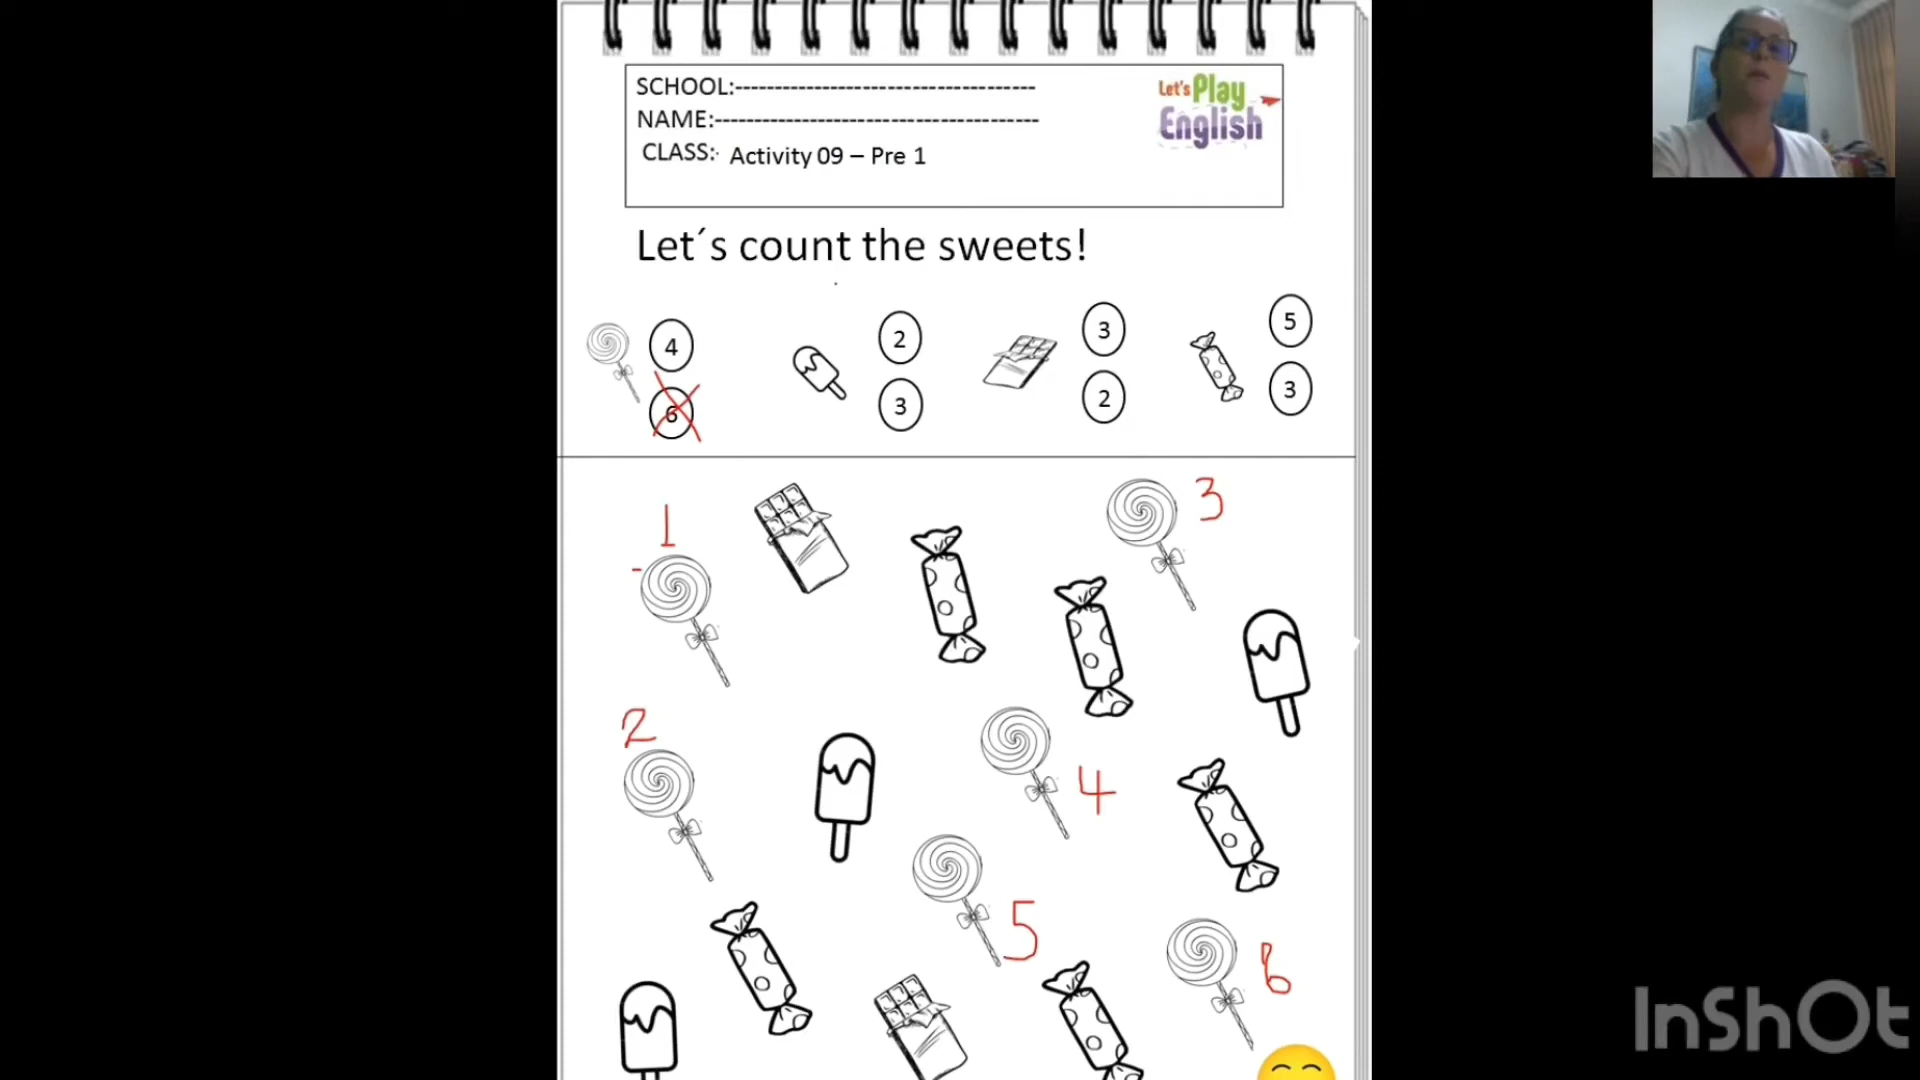 SCHOOL:--------------------------------------
NAME:-----------------------------------------
CLASS: Activity 09 – Pre 1
Let's Play
English
Let´s count the sweets!
4 2 3 5
6 3 2 3
1
3
2
4
5
6
InShOt